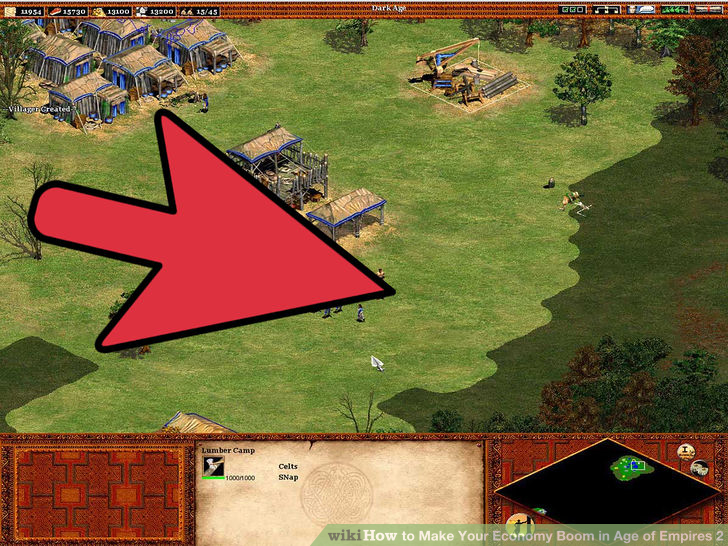 11954 15730 13100 13200 15/45 Dark Age
--Villager Created--
Lumber Camp
Celts
1000/1000 SNap
wikiHow to Make Your Economy Boom in Age of Empires 2